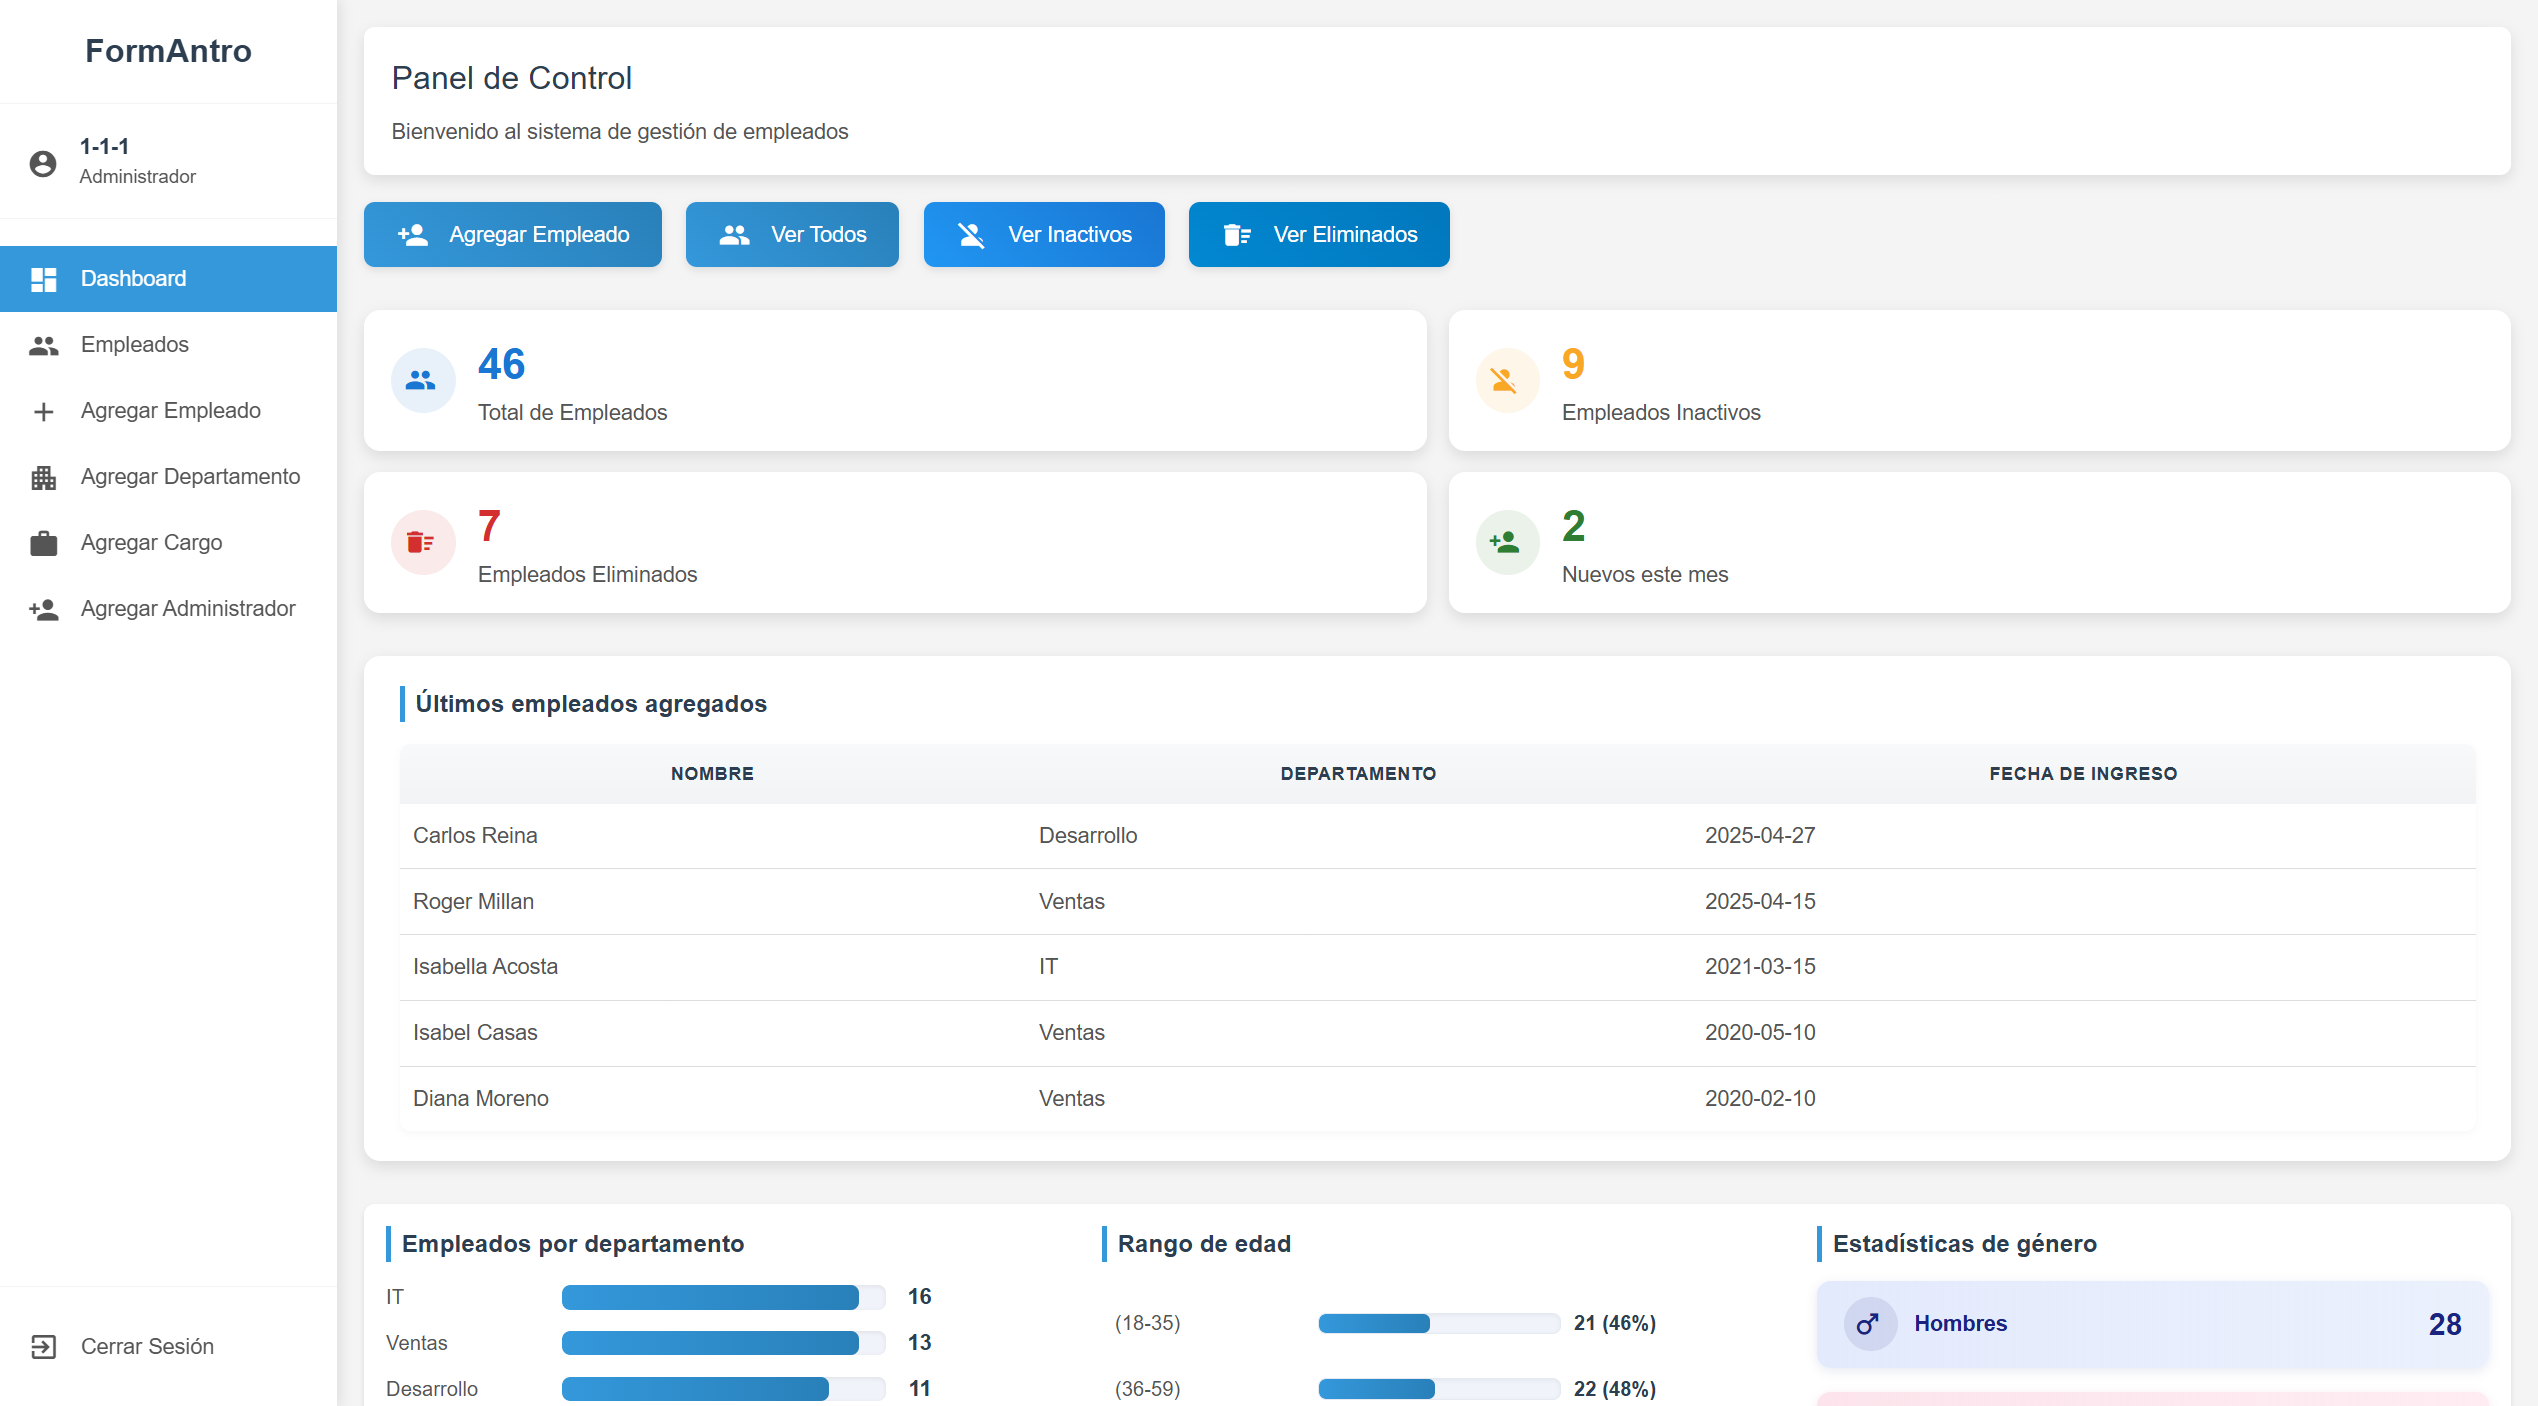 FormAntro
1-1-1
Administrador
Dashboard
Empleados
Agregar Empleado
Agregar Departamento
Agregar Cargo
Agregar Administrador
Cerrar Sesión
Panel de Control
Bienvenido al sistema de gestión de empleados
Agregar Empleado Ver Todos Ver Inactivos Ver Eliminados
46
Total de Empleados
9
Empleados Inactivos
7
Empleados Eliminados
2
Nuevos este mes
Últimos empleados agregados
NOMBRE DEPARTAMENTO FECHA DE INGRESO
Carlos Reina Desarrollo 2025-04-27
Roger Millan Ventas 2025-04-15
Isabella Acosta IT 2021-03-15
Isabel Casas Ventas 2020-05-10
Diana Moreno Ventas 2020-02-10
Empleados por departamento
IT 16
Ventas 13
Desarrollo 11
Rango de edad
(18-35) 21 (46%)
(36-59) 22 (48%)
Estadísticas de género
Hombres 28